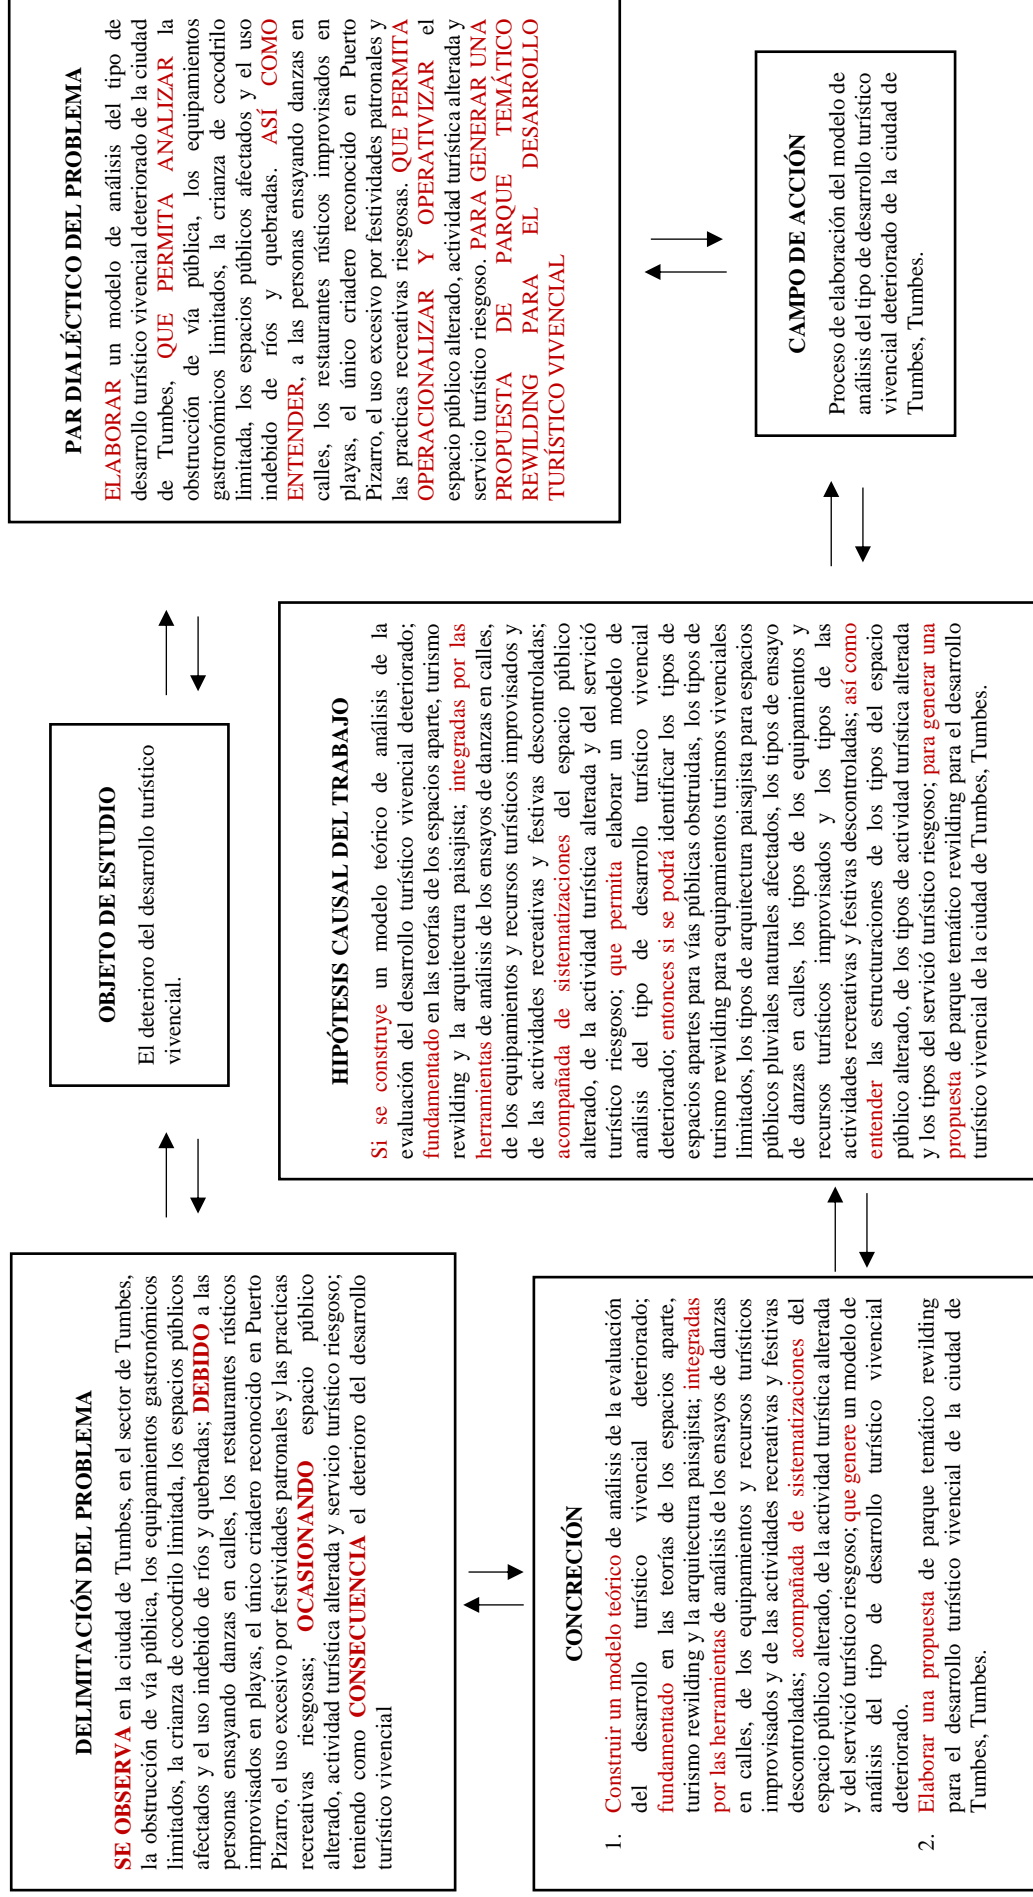 DELIMITACIÓN DEL PROBLEMA
SE OBSERVA en la ciudad de Tumbes, en el sector de Tumbes,
la obstrucción de vía pública, los equipamientos gastronómicos
limitados, la crianza de cocodrilo limitada, los espacios públicos
afectados y el uso indebido de ríos y quebradas; DEBIDO a las
personas ensayando danzas en calles, los restaurantes rústicos
improvisados en playas, el único criadero reconocido en Puerto
Pizarro, el uso excesivo por festividades patronales y las practicas
recreativas riesgosas; OCASIONANDO espacio público
alterado, actividad turística alterada y servicio turístico riesgoso;
teniendo como CONSECUENCIA el deterioro del desarrollo
turístico vivencial
OBJETO DE ESTUDIO
El deterioro del desarrollo turístico
vivencial.
PAR DIALÉCTICO DEL PROBLEMA
ELABORAR un modelo de análisis del tipo de
desarrollo turístico vivencial deteriorado de la ciudad
de Tumbes, QUE PERMITA ANALIZAR la
obstrucción de vía pública, los equipamientos
gastronómicos limitados, la crianza de cocodrilo
limitada, los espacios públicos afectados y el uso
indebido de ríos y quebradas. ASÍ COMO
ENTENDER, a las personas ensayando danzas en
calles, los restaurantes rústicos improvisados en
playas, el único criadero reconocido en Puerto
Pizarro, el uso excesivo por festividades patronales y
las practicas recreativas riesgosas. QUE PERMITA
OPERACIONALIZAR Y OPERATIVIZAR el
espacio público alterado, actividad turística alterada y
servicio turístico riesgoso. PARA GENERAR UNA
PROPUESTA DE PARQUE TEMÁTICO
REWILDING PARA EL DESARROLLO
TURÍSTICO VIVENCIAL
CONCRECIÓN
1. Construir un modelo teórico de análisis de la evaluación
del desarrollo turístico vivencial deteriorado;
fundamentado en las teorías de los espacios aparte,
turismo rewilding y la arquitectura paisajista; integradas
por las herramientas de análisis de los ensayos de danzas
en calles, de los equipamientos y recursos turísticos
improvisados y de las actividades recreativas y festivas
descontroladas; acompañada de sistematizaciones del
espacio público alterado, de la actividad turística alterada
y del servició turístico riesgoso; que genere un modelo de
análisis del tipo de desarrollo turístico vivencial
deteriorado.
2. Elaborar una propuesta de parque temático rewilding
para el desarrollo turístico vivencial de la ciudad de
Tumbes, Tumbes.
HIPÓTESIS CAUSAL DEL TRABAJO
Si se construye un modelo teórico de análisis de la
evaluación del desarrollo turístico vivencial deteriorado;
fundamentado en las teorías de los espacios aparte, turismo
rewilding y la arquitectura paisajista; integradas por las
herramientas de análisis de los ensayos de danzas en calles,
de los equipamientos y recursos turísticos improvisados y
de las actividades recreativas y festivas descontroladas;
acompañada de sistematizaciones del espacio público
alterado, de la actividad turística alterada y del servició
turístico riesgoso; que permita elaborar un modelo de
análisis del tipo de desarrollo turístico vivencial
deteriorado; entonces si se podrá identificar los tipos de
espacios apartes para vías públicas obstruidas, los tipos de
turismo rewilding para equipamientos turismos vivenciales
limitados, los tipos de arquitectura paisajista para espacios
públicos pluviales naturales afectados, los tipos de ensayo
de danzas en calles, los tipos de los equipamientos y
recursos turísticos improvisados y los tipos de las
actividades recreativas y festivas descontroladas; así como
entender las estructuraciones de los tipos del espacio
público alterado, de los tipos de actividad turística alterada
y los tipos del servició turístico riesgoso; para generar una
propuesta de parque temático rewilding para el desarrollo
turístico vivencial de la ciudad de Tumbes, Tumbes.
CAMPO DE ACCIÓN
Proceso de elaboración del modelo de
análisis del tipo de desarrollo turístico
vivencial deteriorado de la ciudad de
Tumbes, Tumbes.